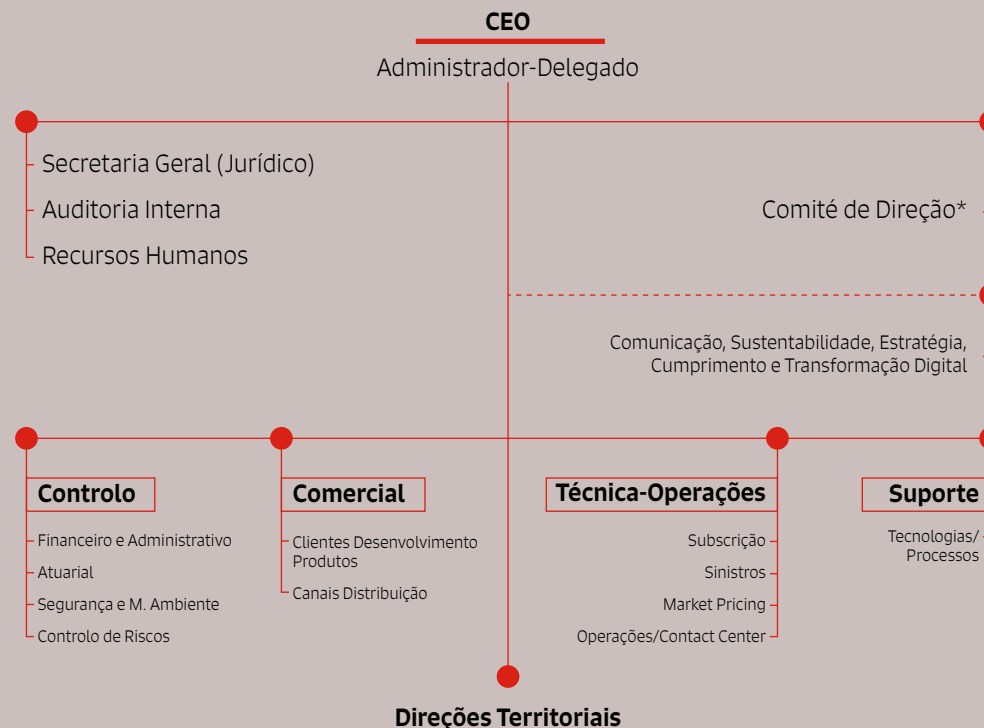 CEO
Administrador-Delegado
Secretaria Geral (Jurídico)
Auditoria Interna
Recursos Humanos
Comité de Direção*
Comunicação, Sustentabilidade, Estratégia,
Cumprimento e Transformação Digital
Controlo
Financeiro e Administrativo
Atuarial
Segurança e M. Ambiente
Controlo de Riscos
Comercial
Clientes Desenvolvimento
Produtos
Canais Distribuição
Técnica-Operações
Subscrição
Sinistros
Market Pricing
Operações/Contact Center
Suporte
Tecnologias/
Processos
Direções Territoriais